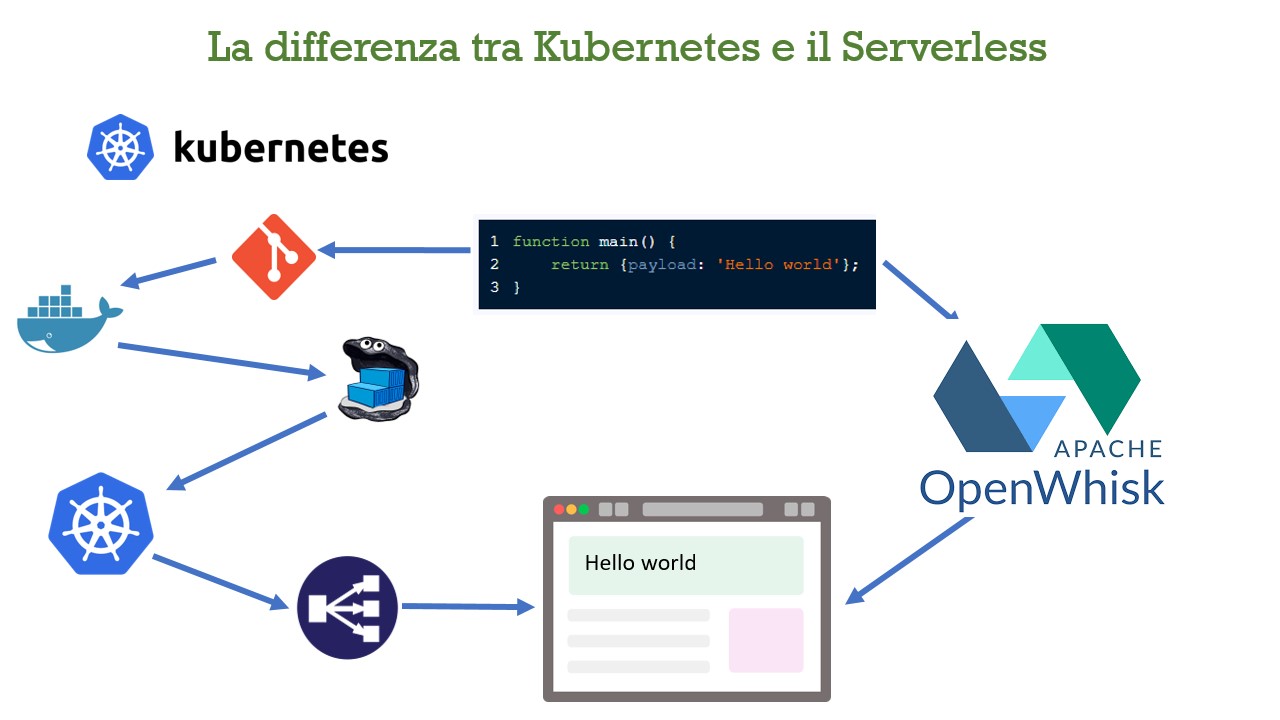 La differenza tra Kubernetes e il Serverless
kubernetes
1 function main() {
2     return {payload: 'Hello world'};
3 }
APACHE
OpenWhisk
Hello world